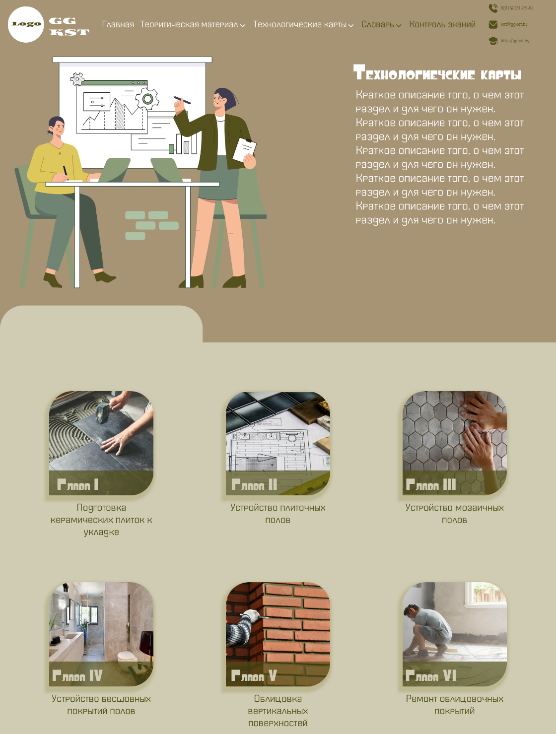 Logo
GG
KST
Главная
Теоритическая материал
Технологические карты
Словарь
Контроль знаний
Технологиечские карты
Краткое описание того, о чем этот
раздел и для чего он нужен.
Краткое описание того, о чем этот
раздел и для чего он нужен.
Краткое описание того, о чем этот
раздел и для чего он нужен.
Краткое описание того, о чем этот
раздел и для чего он нужен.
Краткое описание того, о чем этот
раздел и для чего он нужен.
Глава I
Глава II
Глава III
Подготовка
керамических плиток к
укладке
Устройство плиточных
полов
Устройство мозаичных
полов
Глава IV
Глава V
Глава VI
Устройство бесшовных
покрытий полов
Облицовка
вертикальных
поверхностей
Ремонт облицовочных
покрытий